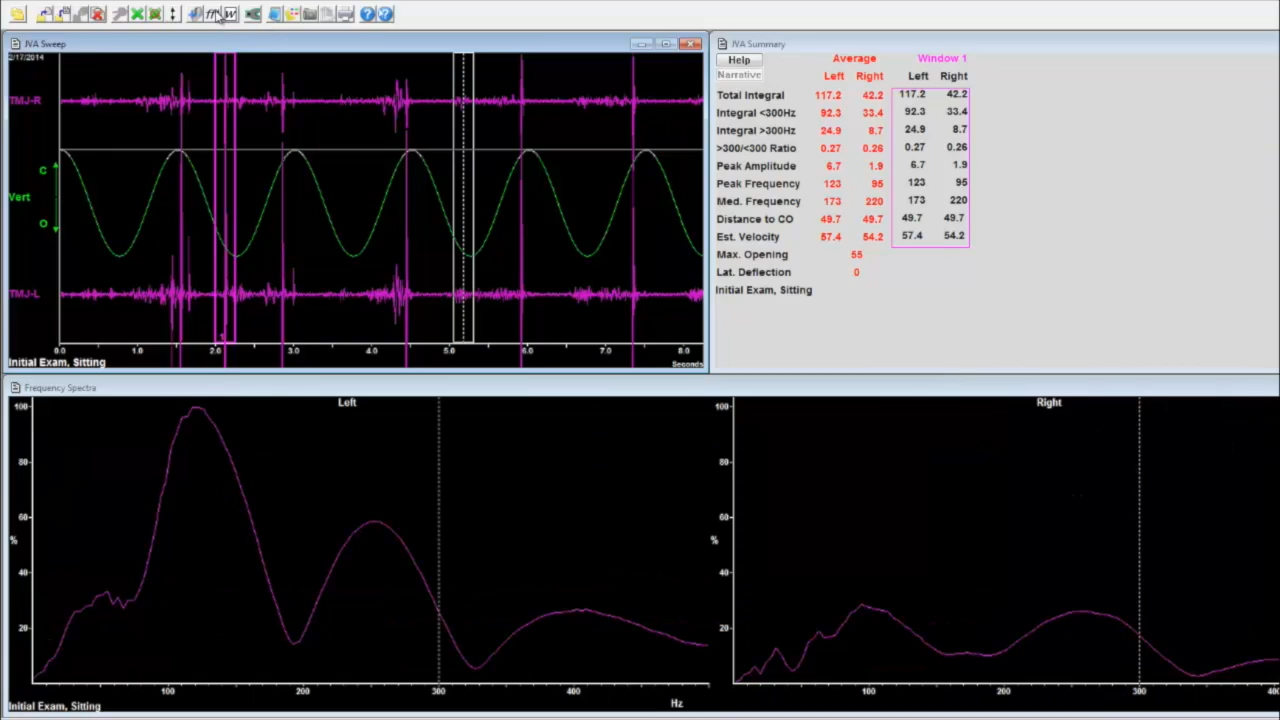 JVA Sweep
2/17/2014
TMJ-R
C
Vert
O
TMJ-L
1
0.0 1.0 2.0 3.0 4.0 5.0 6.0 7.0 8.0
Seconds
Initial Exam, Sitting
JVA Summary
Help Average Window 1
Narrative Left Right Left Right
Total Integral 117.2 42.2 117.2 42.2
Integral <300Hz 92.3 33.4 92.3 33.4
Integral >300Hz 24.9 8.7 24.9 8.7
>300/<300 Ratio 0.27 0.26 0.27 0.26
Peak Amplitude 6.7 1.9 6.7 1.9
Peak Frequency 123 95 123 95
Med. Frequency 173 220 173 220
Distance to CO 49.7 49.7 49.7 49.7
Est. Velocity 57.4 54.2 57.4 54.2
Max. Opening 55
Lat. Deflection 0
Initial Exam, Sitting
Frequency Spectra
Left
100
80
60
%
40
20
100 200 300 400
Hz
Initial Exam, Sitting
Right
100
80
60
%
40
20
100 200 300 400